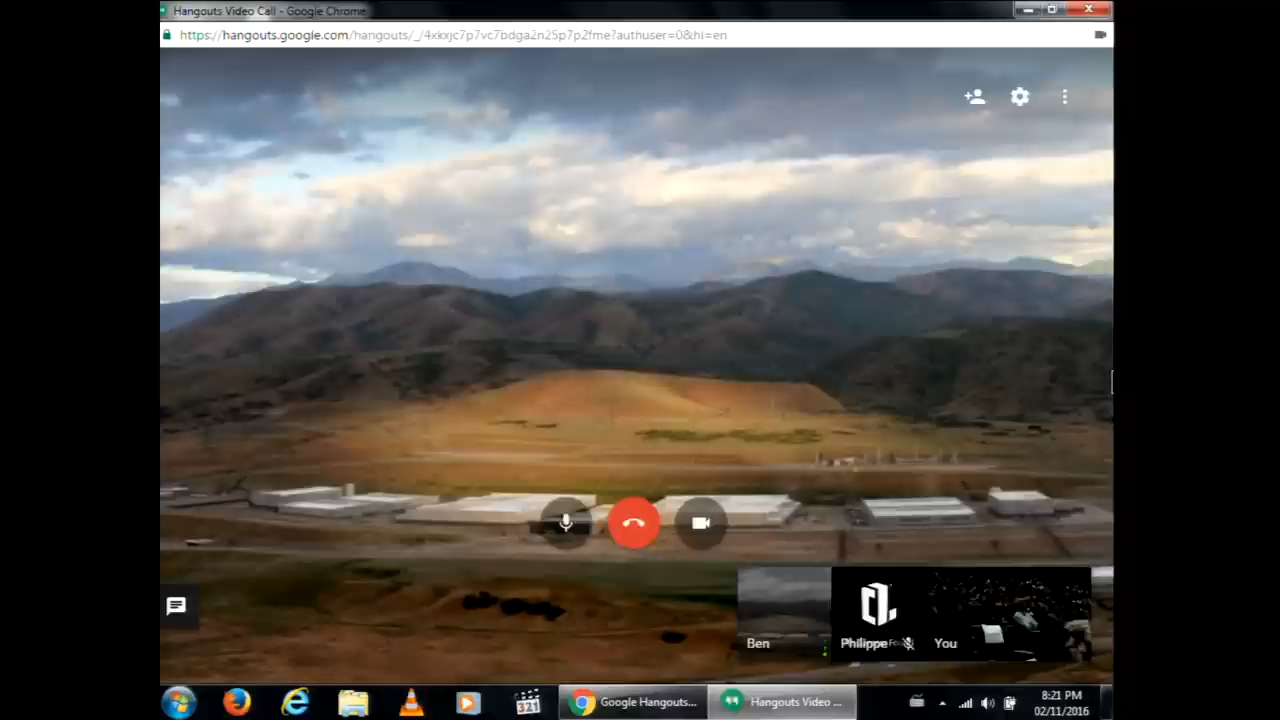 Hangouts Video Call - Google Chrome
https://hangouts.google.com/hangouts/_/4xkxjc7p7vc7bdga2n25p7p2fme?authuser=0&hl=en
Ben
Philippe
You
321
Google Hangouts...
Hangouts Video ...
8:21 PM
02/11/2016